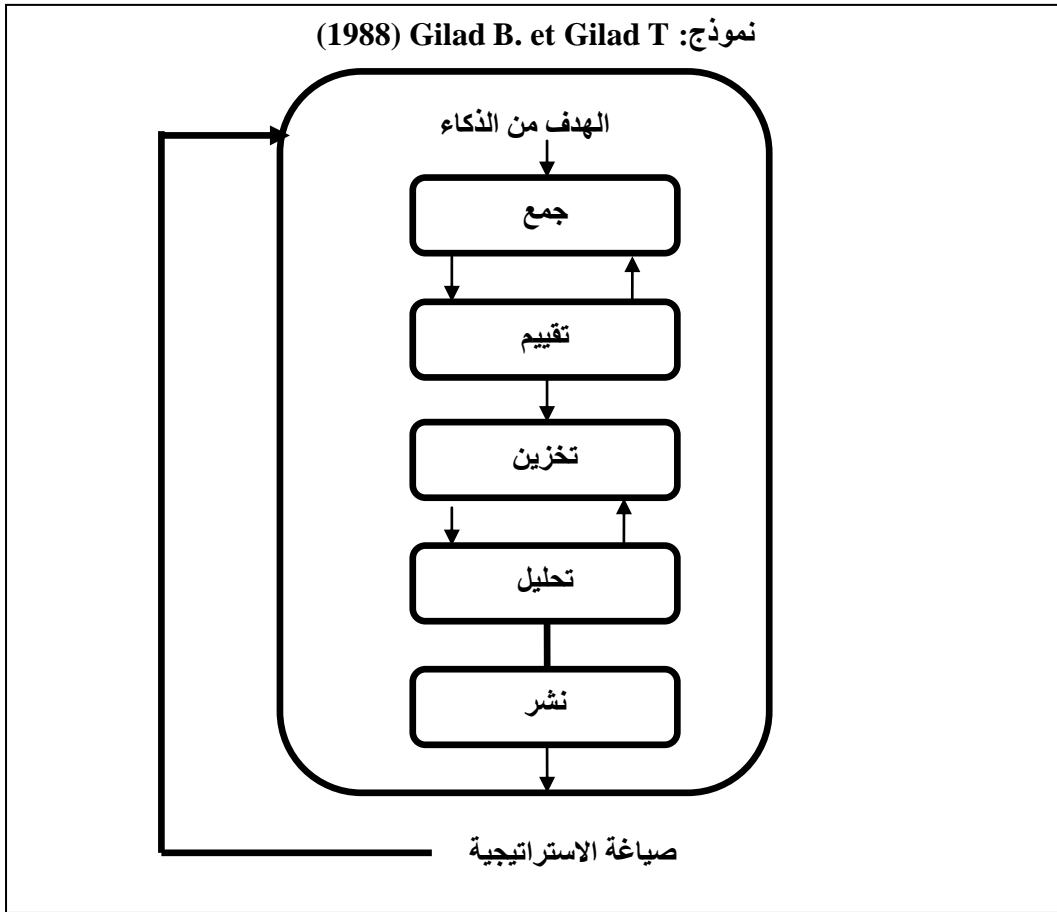 نموذج: Gilad B. et Gilad T (1988)
الهدف من الذكاء
جمع
تقييم
تخزين
تحليل
نشر
صياغة الاستراتيجية